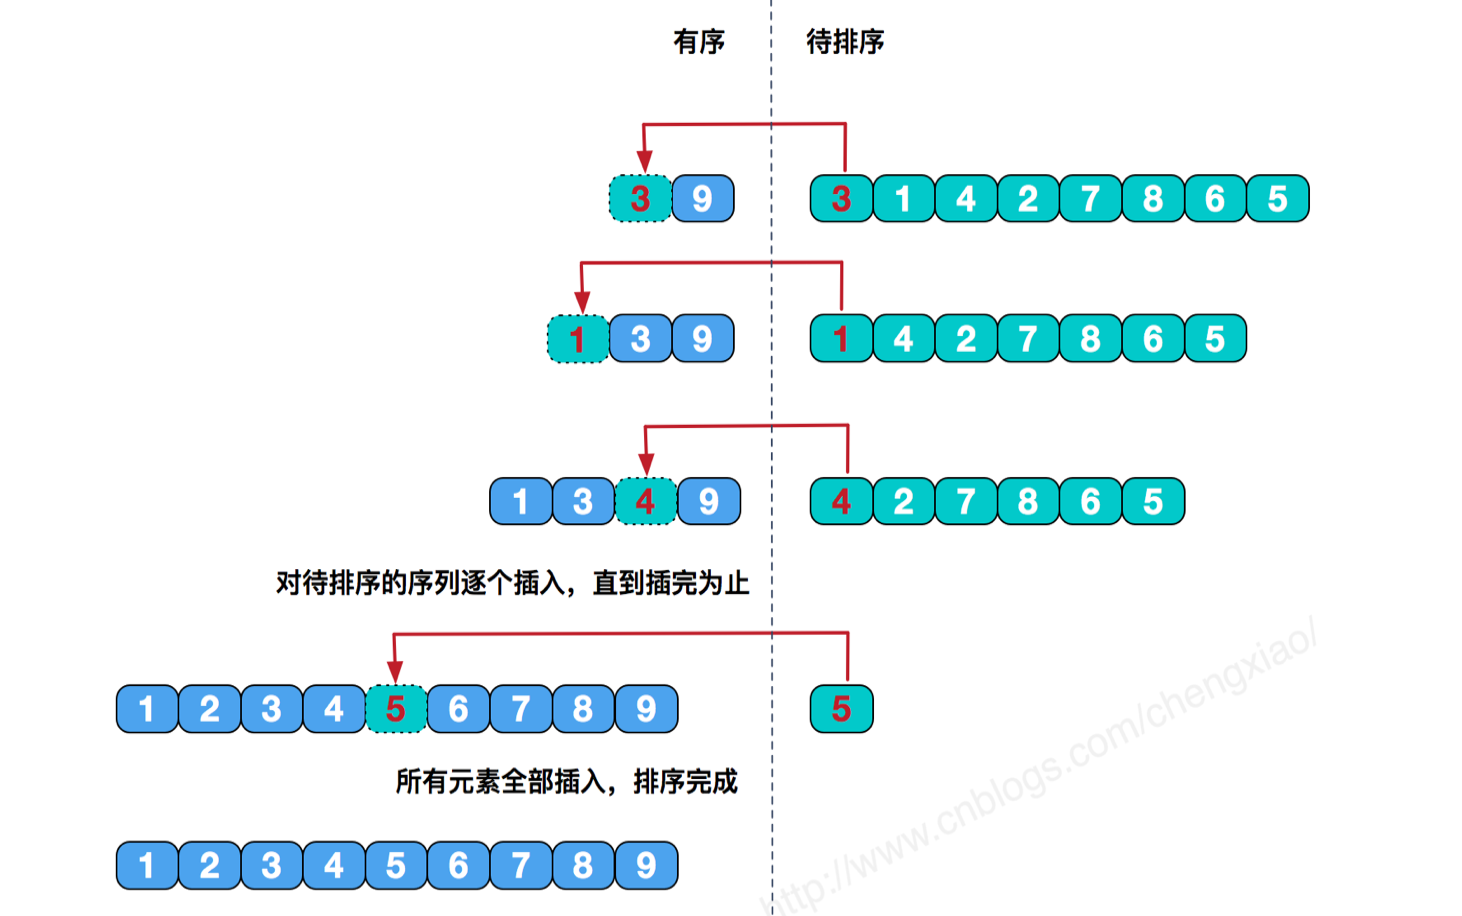 有序 待排序
3 9 3 1 4 2 7 8 6 5
1 3 9 1 4 2 7 8 6 5
1 3 4 9 4 2 7 8 6 5
对待排序的序列逐个插入，直到插完为止
1 2 3 4 5 6 7 8 9 5
所有元素全部插入，排序完成
1 2 3 4 5 6 7 8 9
http://www.cnblogs.com/chengxiao/